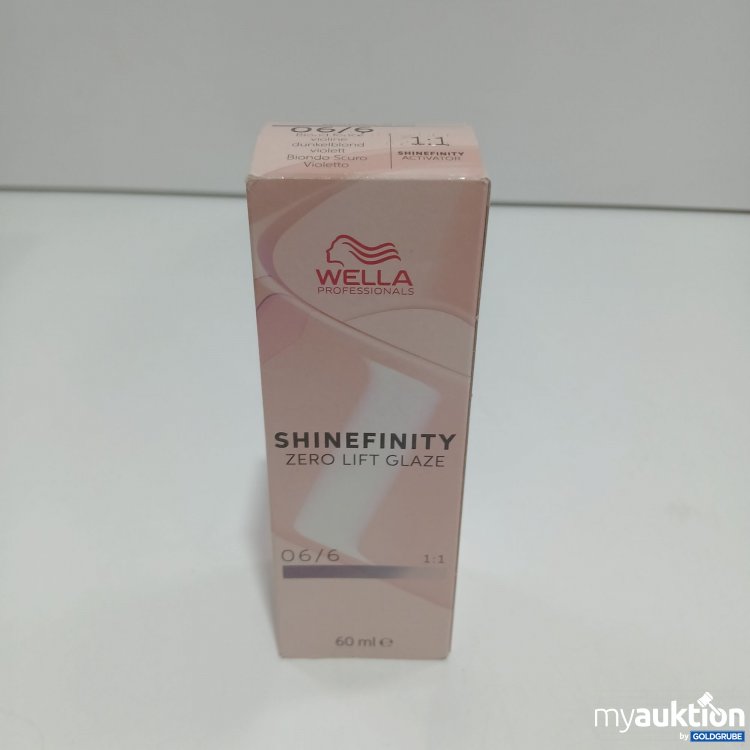 06/6
violine
dunkelblond
violett
Biondo Scuro
Violetto
1:1
SHINEFINITY
ACTIVATOR
WELLA
PROFESSIONALS
SHINEFINITY
ZERO LIFT GLAZE
06/6
1:1
60 ml ℮
myauktion
by GOLDGRUBE